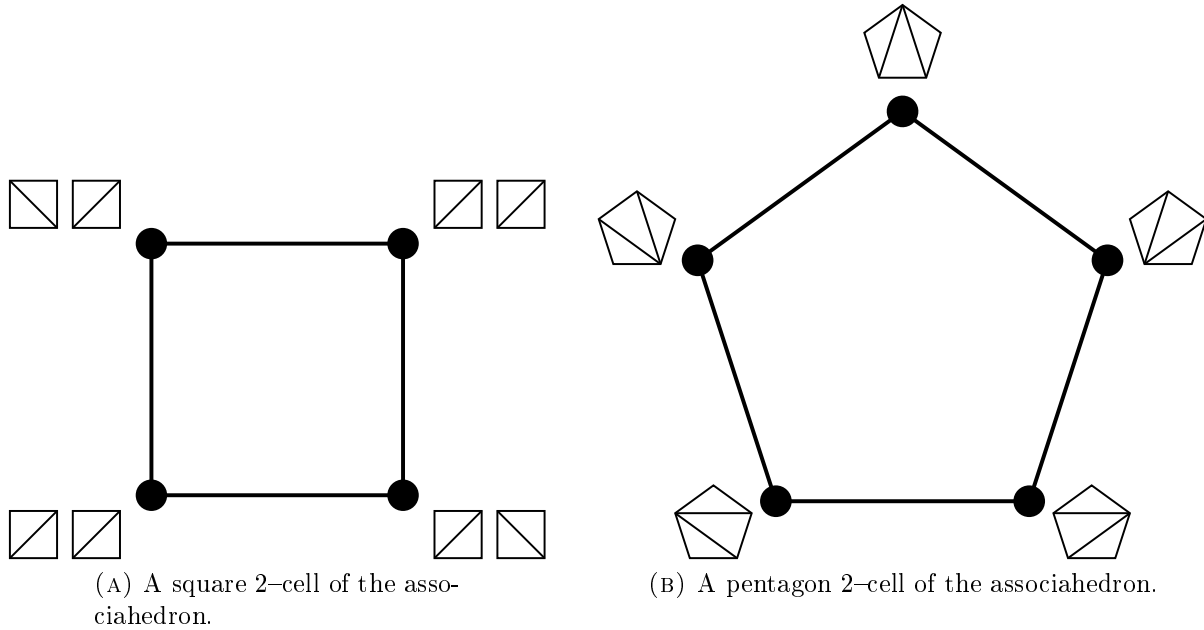 (A) A square 2–cell of the asso-
ciahedron.
(B) A pentagon 2–cell of the associahedron.